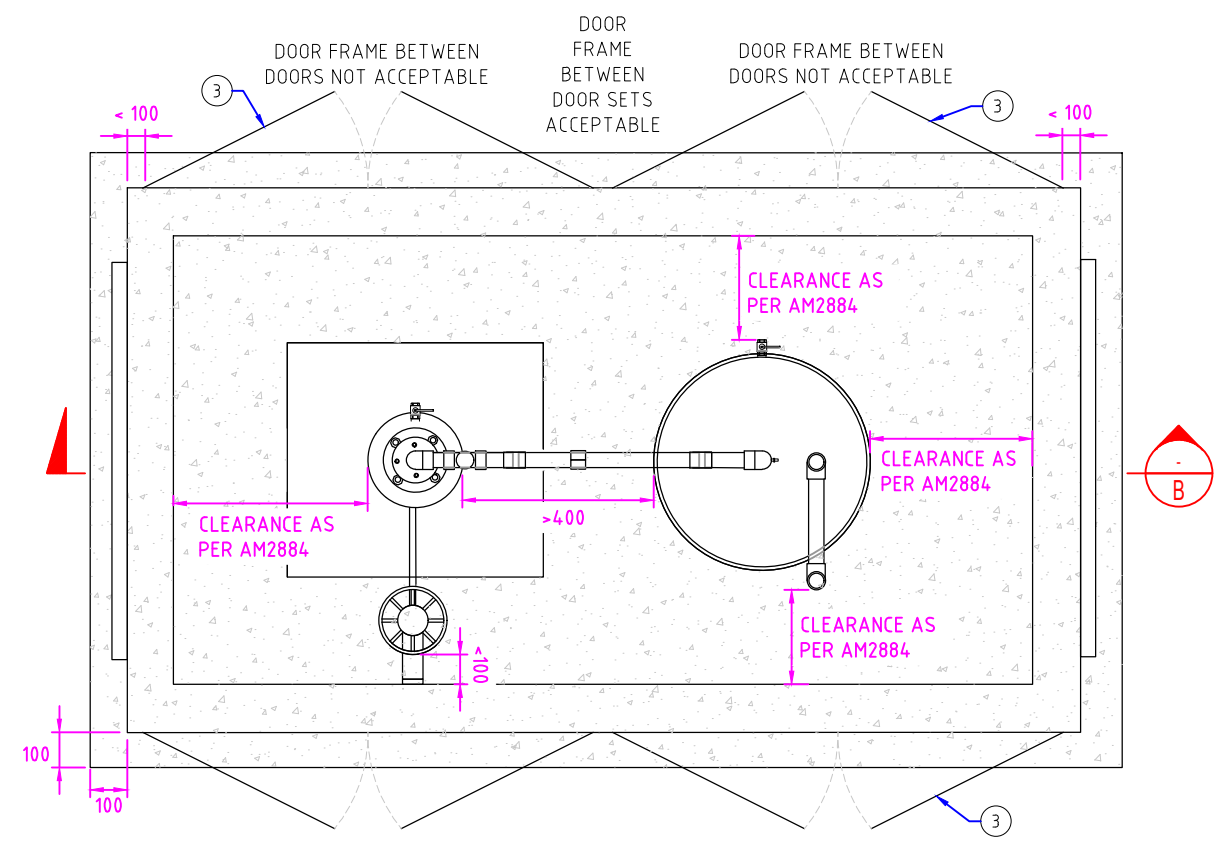 DOOR
FRAME
BETWEEN
DOOR SETS
ACCEPTABLE
DOOR FRAME BETWEEN
DOORS NOT ACCEPTABLE
DOOR FRAME BETWEEN
DOORS NOT ACCEPTABLE
3
3
< 100
< 100
CLEARANCE AS
PER AM2884
CLEARANCE AS
PER AM2884
-
B
CLEARANCE AS
PER AM2884
>400
CLEARANCE AS
PER AM2884
<100
100
100
3